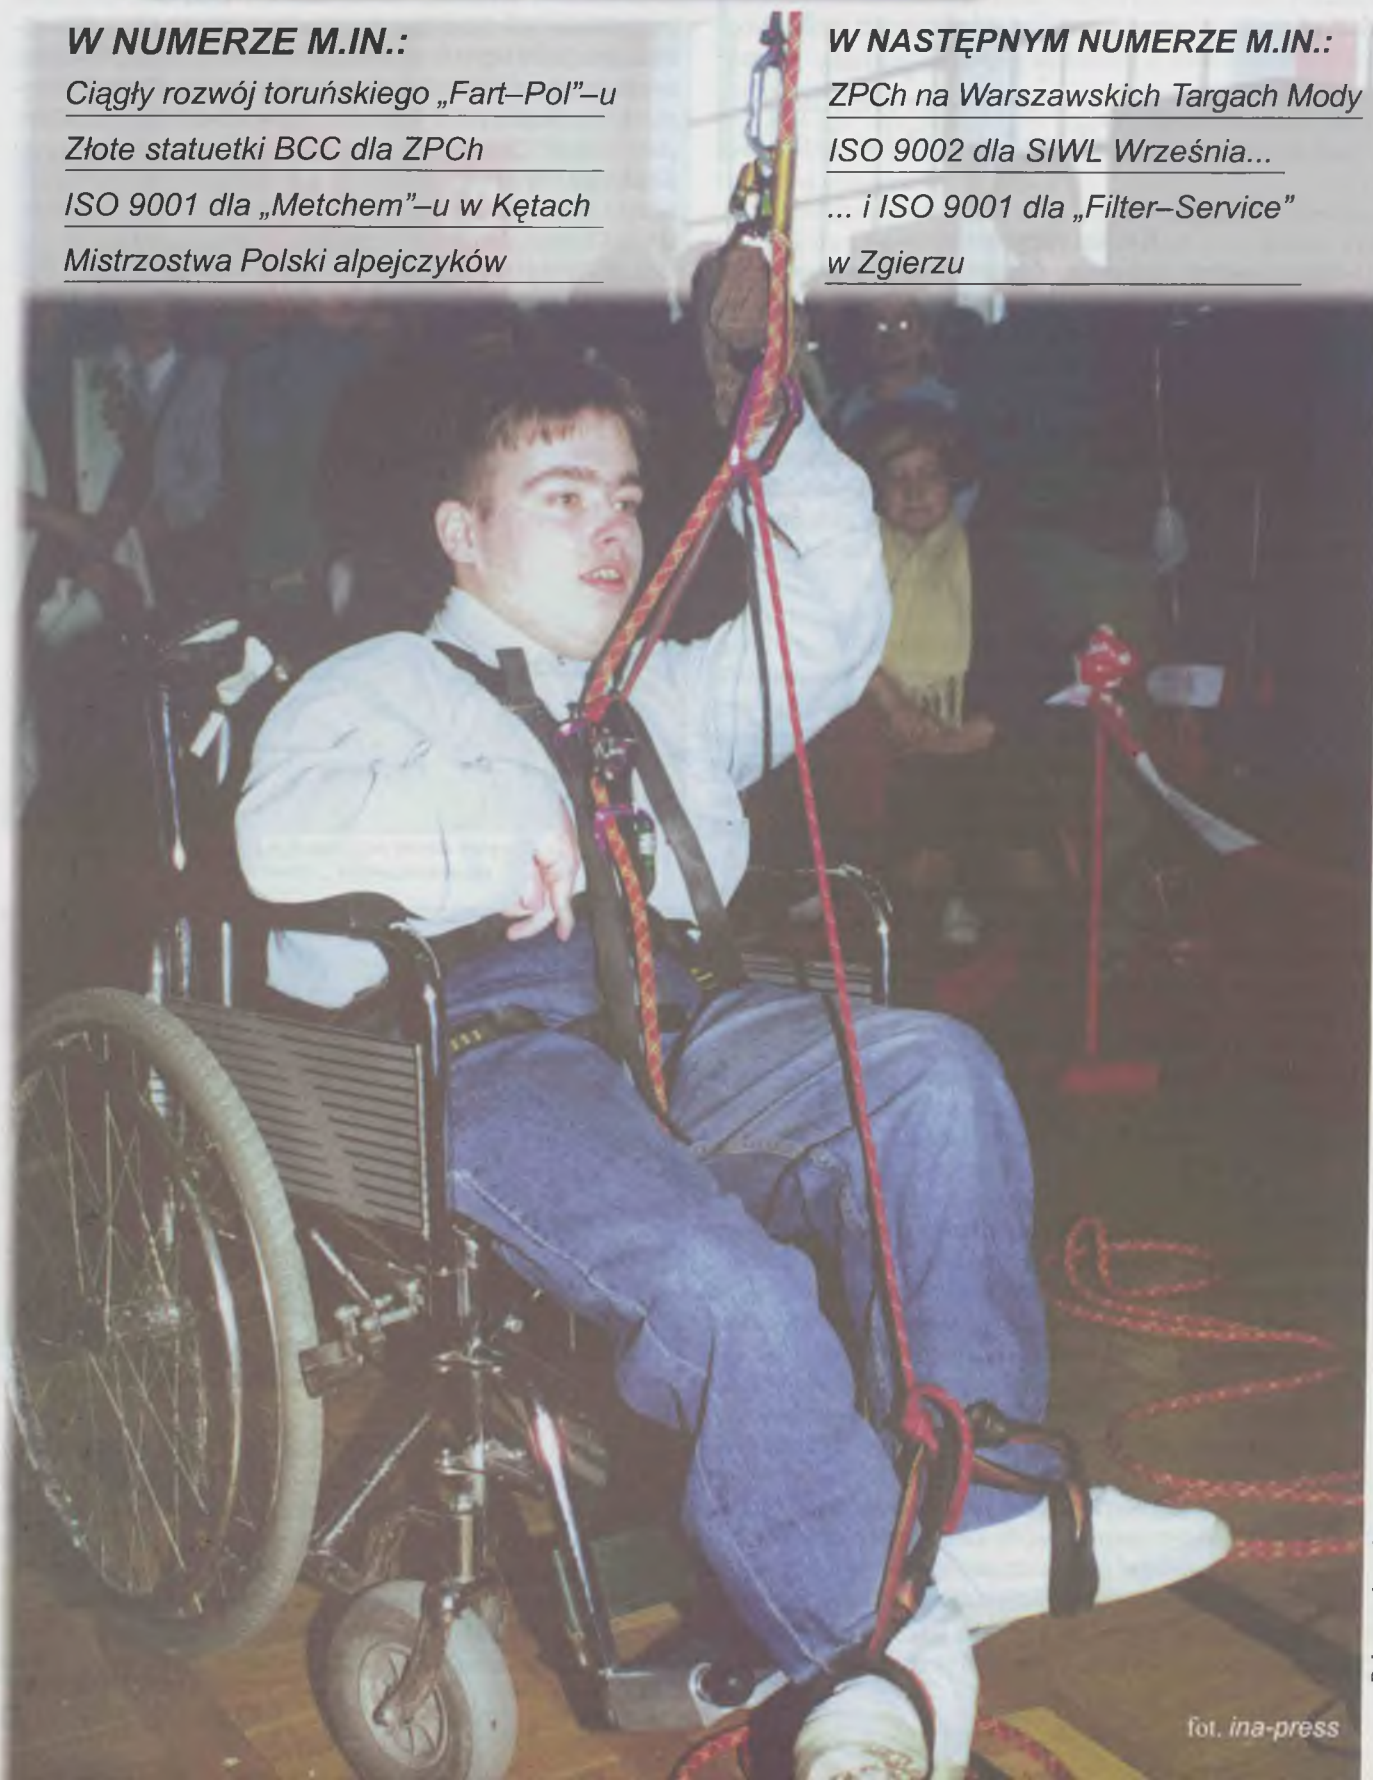 W NUMERZE M.IN.:
Ciągły rozwój toruńskiego „Fart–Pol”–u
Złote statuetki BCC dla ZPCh
ISO 9001 dla „Metchem”–u w Kętach
Mistrzostwa Polski alpejczyków
W NASTĘPNYM NUMERZE M.IN.:
ZPCh na Warszawskich Targach Mody
ISO 9002 dla SIWL Września...
... i ISO 9001 dla „Filter–Service”
w Zgierzu
fot. ina-press